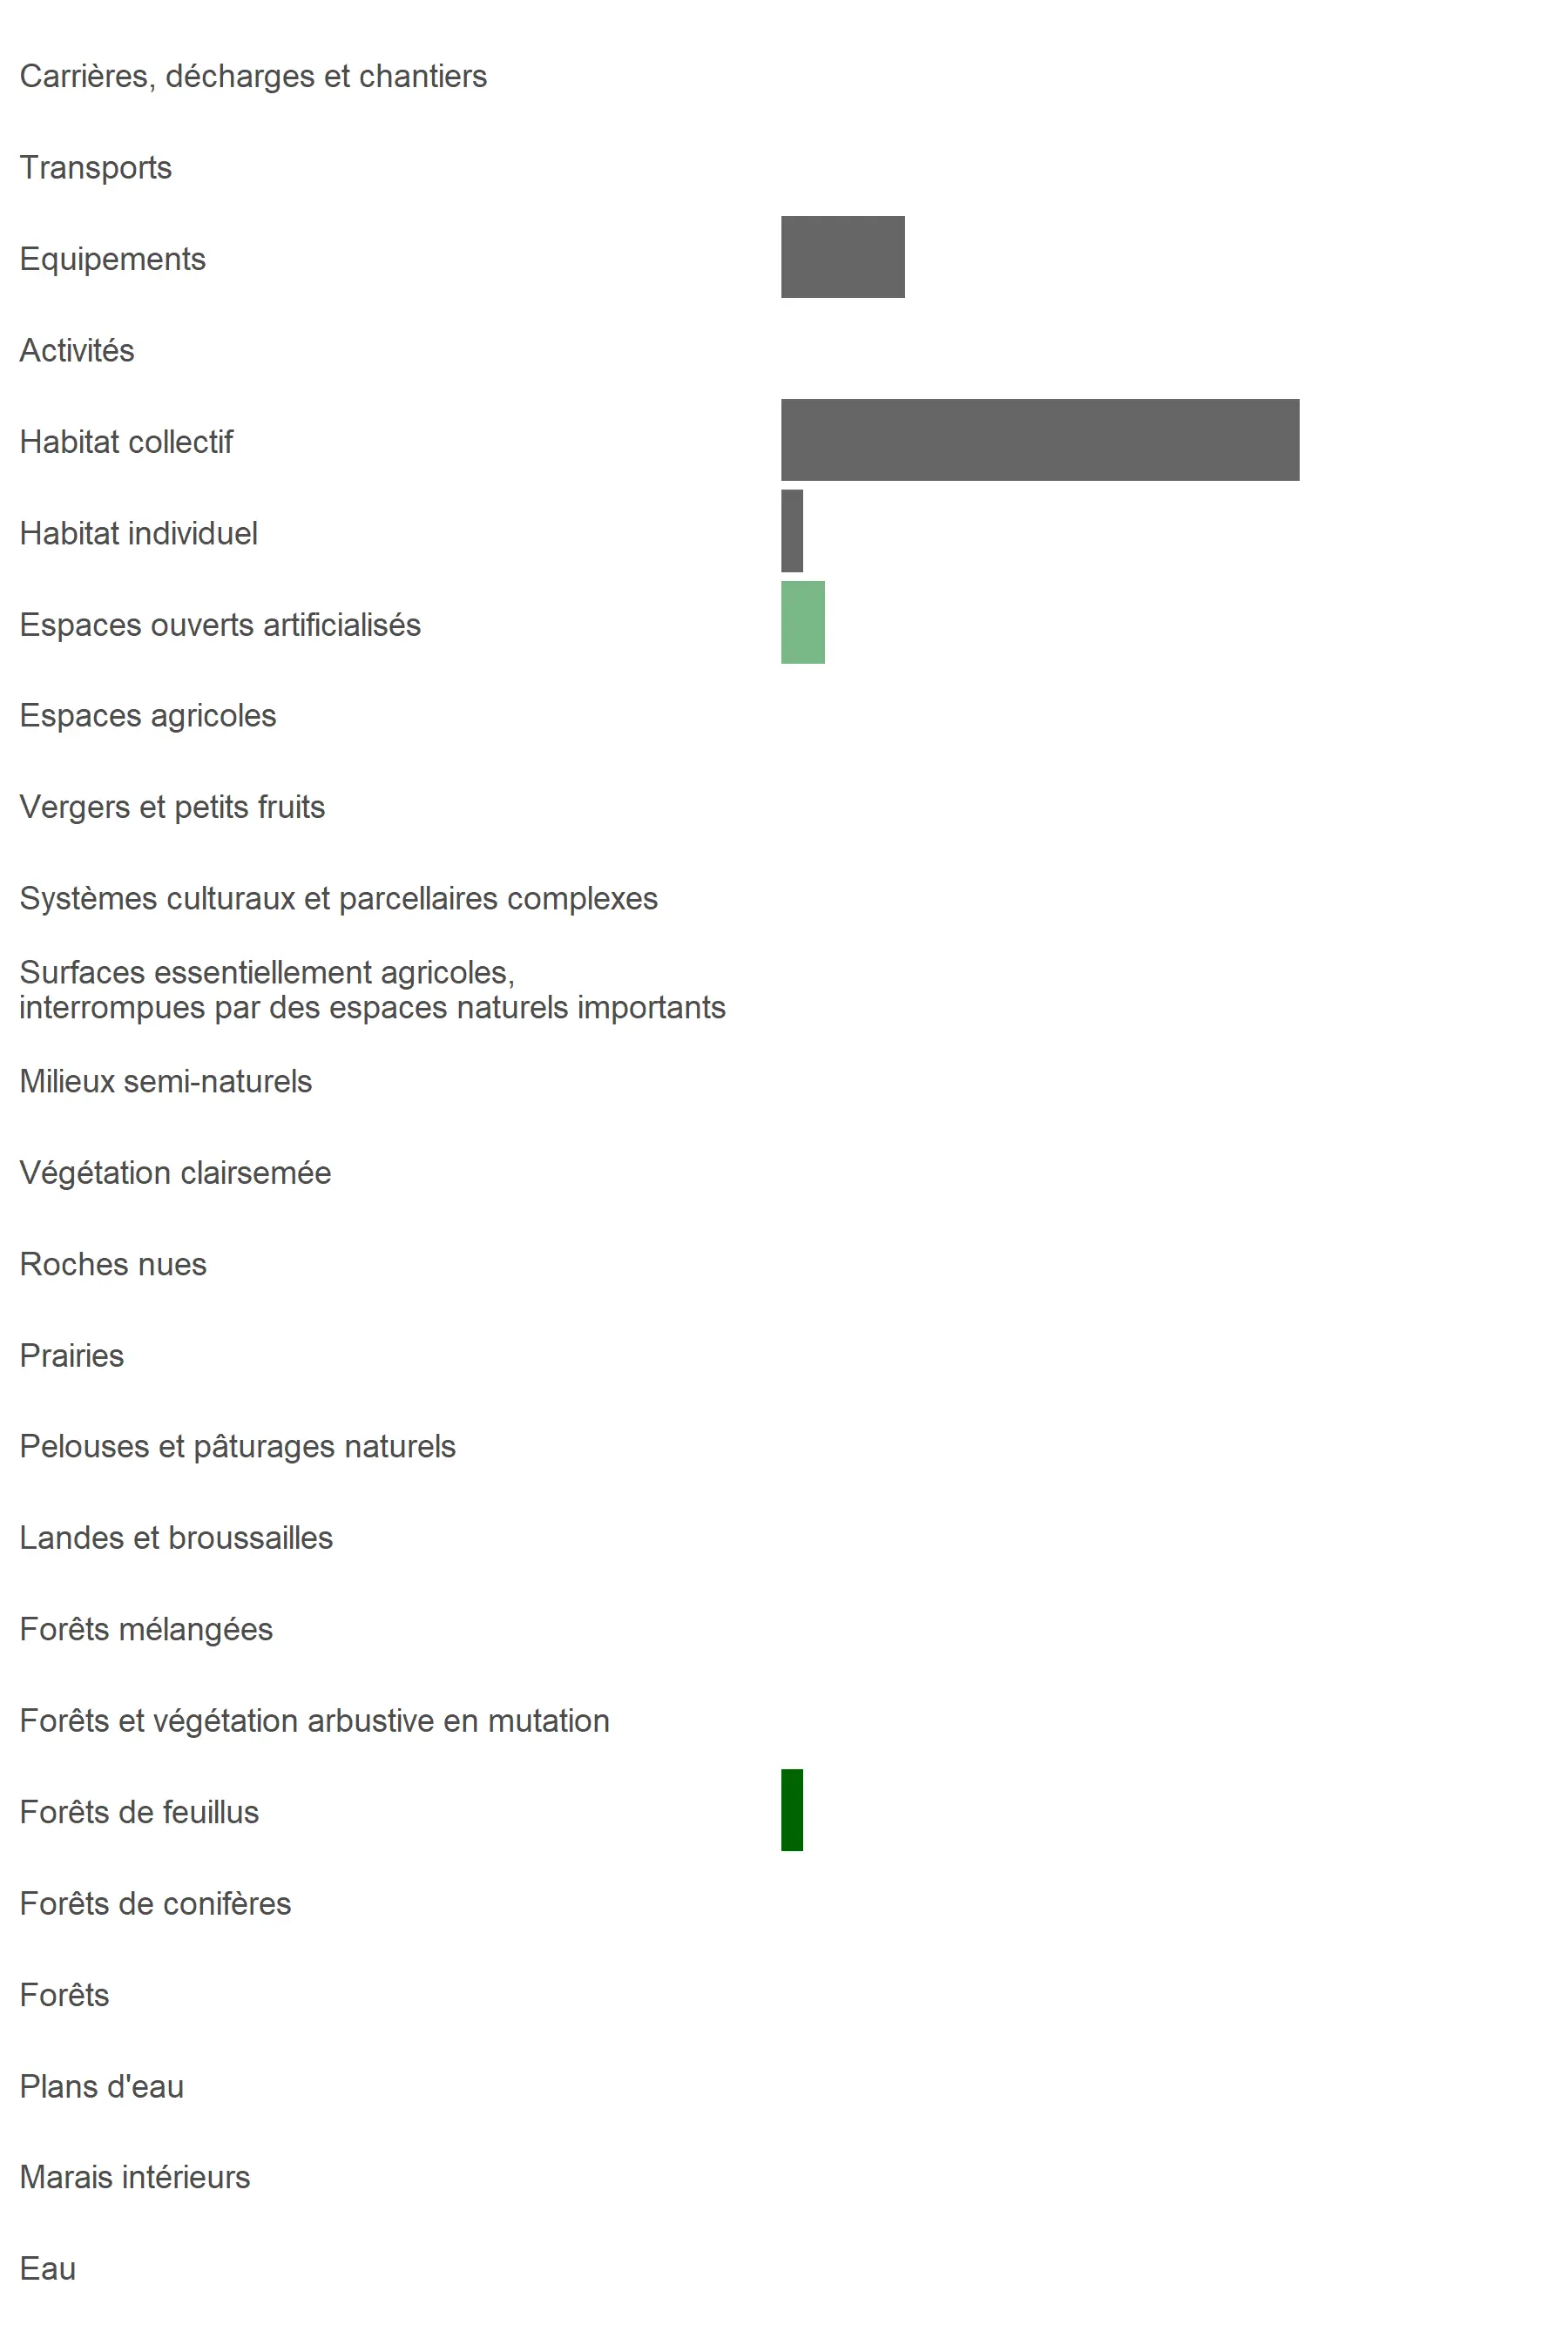 Carrières, décharges et chantiers
Transports
Equipements
Activités
Habitat collectif
Habitat individuel
Espaces ouverts artificialisés
Espaces agricoles
Vergers et petits fruits
Systèmes culturaux et parcellaires complexes
Surfaces essentiellement agricoles,
interrompues par des espaces naturels importants
Milieux semi-naturels
Végétation clairsemée
Roches nues
Prairies
Pelouses et pâturages naturels
Landes et broussailles
Forêts mélangées
Forêts et végétation arbustive en mutation
Forêts de feuillus
Forêts de conifères
Forêts
Plans d'eau
Marais intérieurs
Eau